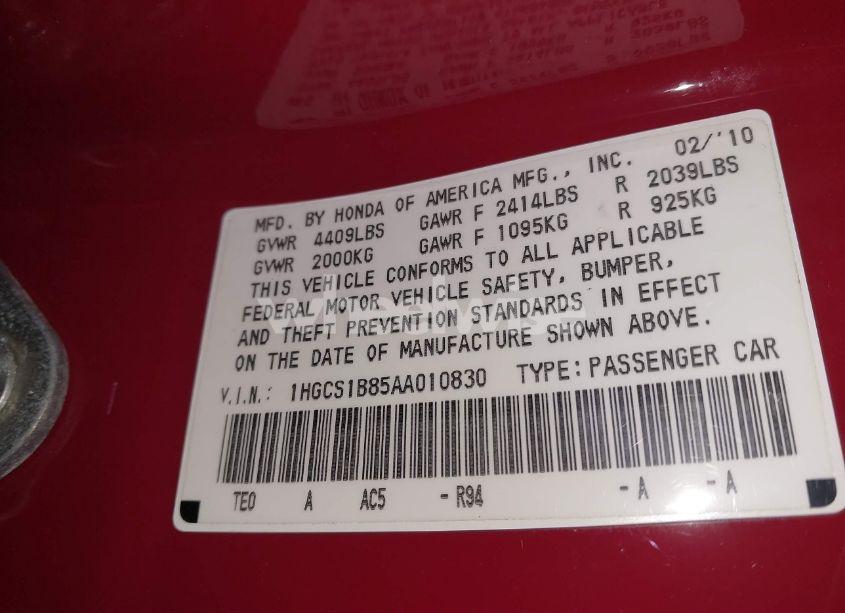 MFD. BY HONDA OF AMERICA MFG., INC. 02/'10
GVWR 4409LBS GAWR F 2414LBS R 2039LBS
GVWR 2000KG GAWR F 1095KG R 925KG
THIS VEHICLE CONFORMS TO ALL APPLICABLE
FEDERAL MOTOR VEHICLE SAFETY, BUMPER,
AND THEFT PREVENTION STANDARDS IN EFFECT
ON THE DATE OF MANUFACTURE SHOWN ABOVE.
V.I.N.: 1HGCS1B85AA010830 TYPE: PASSENGER CAR
TE0 A AC5 - R94 - A - A